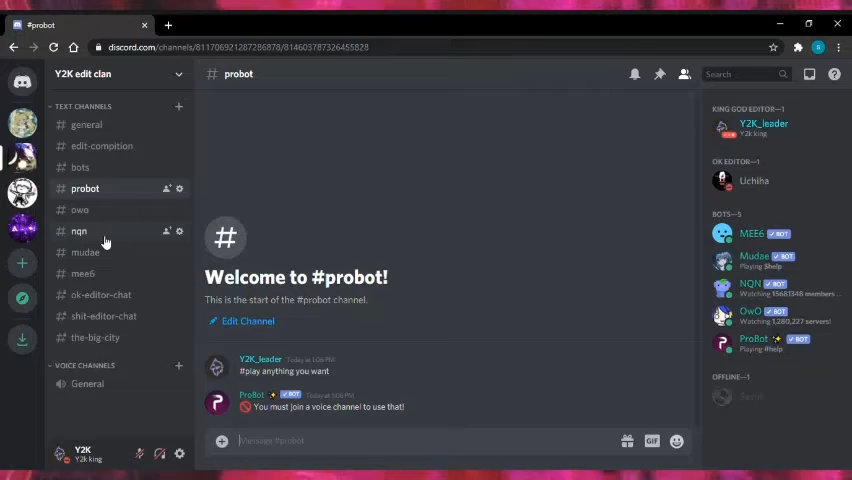 #probot
discord.com/channels/811706921287286878/814603787326455828
S
Y2K edit clan
# probot
Search
TEXT CHANNELS
# general
# edit-compition
# bots
# probot
# owo
# nqn
# mudae
# mee6
# ok-editor-chat
# shit-editor-chat
# the-big-city
VOICE CHANNELS
General
Y2K
Y2k king
#
Welcome to #probot!
This is the start of the #probot channel.
Edit Channel
Y2K_leader Today at 1:06 PM
#play anything you want
ProBot ✨ ✓ BOT Today at 1:06 PM
🚫 You must join a voice channel to use that!
Message #probot
GIF
KING GOD EDITOR—1
Y2K_leader
Y2k king
OK EDITOR—1
Uchiha
BOTS—5
MEE6 ✓ BOT
Mudae ✓ BOT
Playing $help
NQN ✓ BOT
Watching 15681348 members...
OwO ✓ BOT
Watching 1,280,227 servers!
ProBot ✨ ✓ BOT
Playing #help
OFFLINE—1